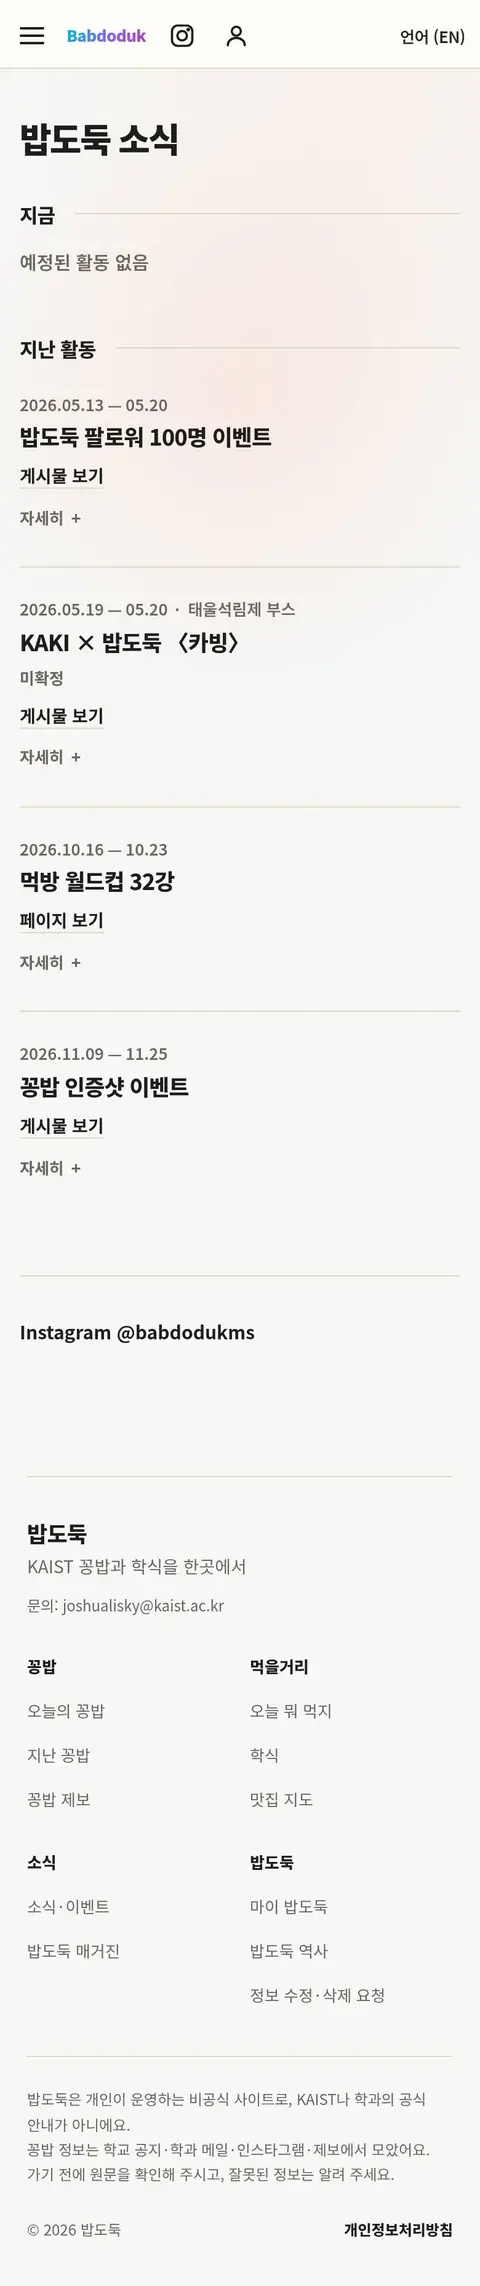 Babdoduk
언어 (EN)
밥도둑 소식
지금
예정된 활동 없음
지난 활동
2026.05.13 — 05.20
밥도둑 팔로워 100명 이벤트
게시물 보기
자세히 +
2026.05.19 — 05.20 · 태울석림제 부스
KAKI × 밥도둑 〈카빙〉
미확정
게시물 보기
자세히 +
2026.10.16 — 10.23
먹방 월드컵 32강
페이지 보기
자세히 +
2026.11.09 — 11.25
꽁밥 인증샷 이벤트
게시물 보기
자세히 +
Instagram @babdodukms
밥도둑
KAIST 꽁밥과 학식을 한곳에서
문의: joshualisky@kaist.ac.kr
꽁밥
오늘의 꽁밥
지난 꽁밥
꽁밥 제보
먹을거리
오늘 뭐 먹지
학식
맛집 지도
소식
소식·이벤트
밥도둑 매거진
밥도둑
마이 밥도둑
밥도둑 역사
정보 수정·삭제 요청
밥도둑은 개인이 운영하는 비공식 사이트로, KAIST나 학과의 공식
안내가 아니에요.
꽁밥 정보는 학교 공지·학과 메일·인스타그램·제보에서 모았어요.
가기 전에 원문을 확인해 주시고, 잘못된 정보는 알려 주세요.
© 2026 밥도둑
개인정보처리방침